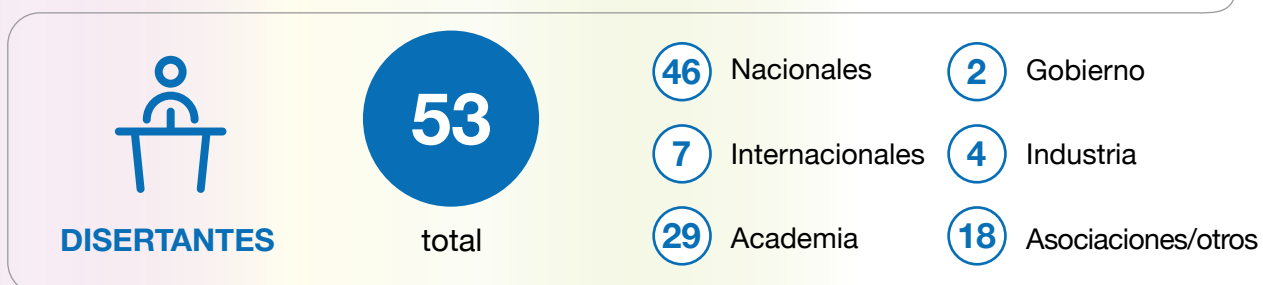 DISERTANTES
53
total
46 Nacionales
7 Internacionales
29 Academia
2 Gobierno
4 Industria
18 Asociaciones/otros